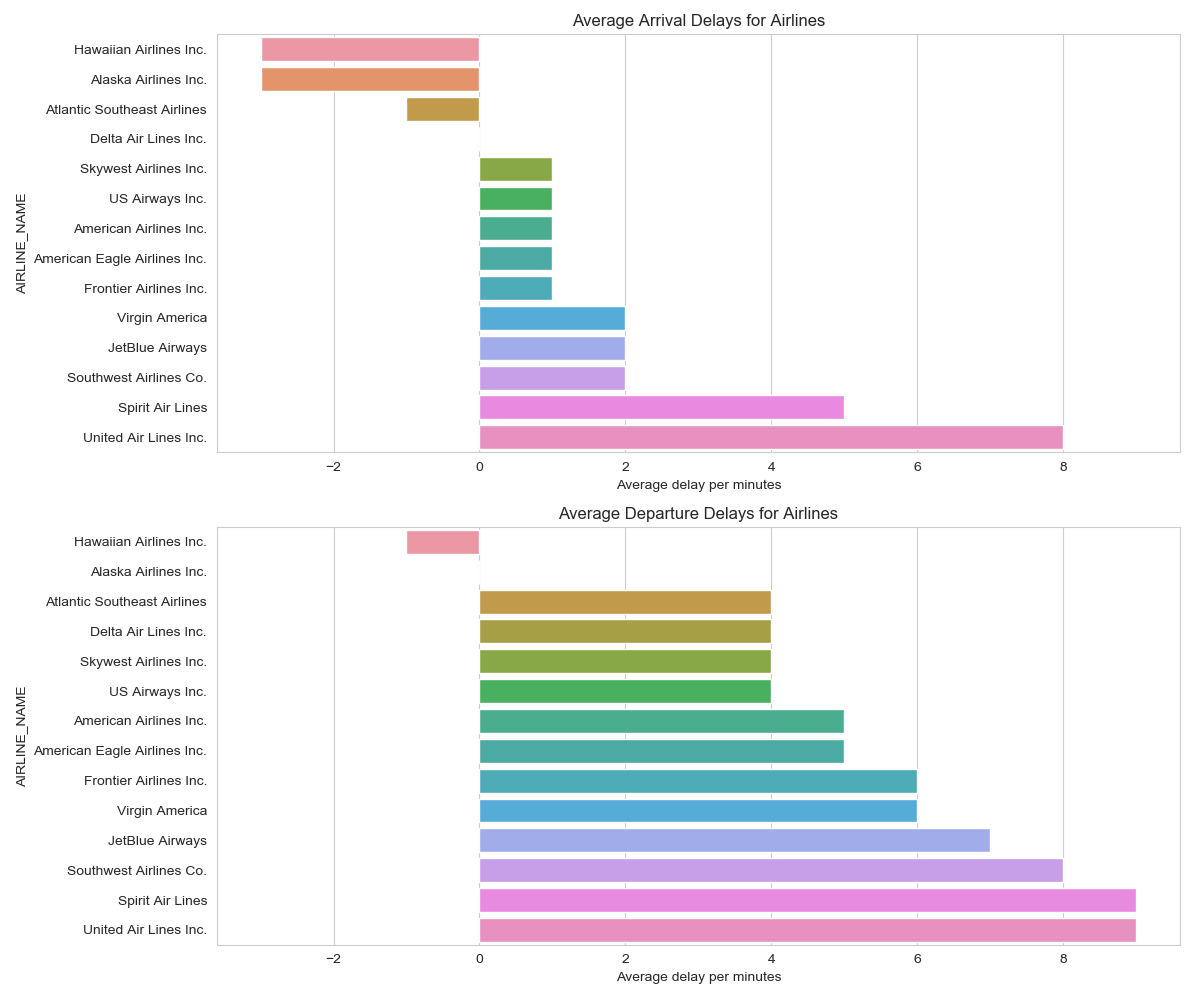 Average Arrival Delays for Airlines
AIRLINE_NAME
Hawaiian Airlines Inc.
Alaska Airlines Inc.
Atlantic Southeast Airlines
Delta Air Lines Inc.
Skywest Airlines Inc.
US Airways Inc.
American Airlines Inc.
American Eagle Airlines Inc.
Frontier Airlines Inc.
Virgin America
JetBlue Airways
Southwest Airlines Co.
Spirit Air Lines
United Air Lines Inc.
−2 0 2 4 6 8
Average delay per minutes
Average Departure Delays for Airlines
AIRLINE_NAME
Hawaiian Airlines Inc.
Alaska Airlines Inc.
Atlantic Southeast Airlines
Delta Air Lines Inc.
Skywest Airlines Inc.
US Airways Inc.
American Airlines Inc.
American Eagle Airlines Inc.
Frontier Airlines Inc.
Virgin America
JetBlue Airways
Southwest Airlines Co.
Spirit Air Lines
United Air Lines Inc.
−2 0 2 4 6 8
Average delay per minutes